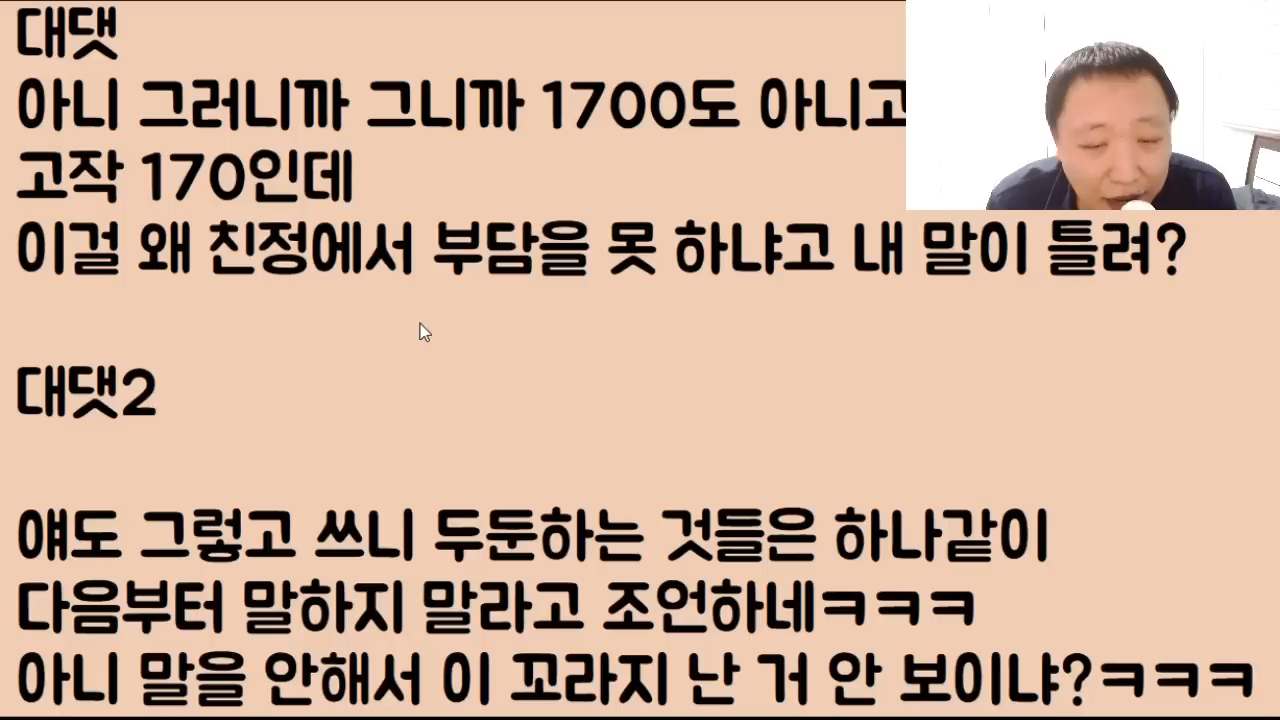 대댓
아니 그러니까 그니까 1700도 아니고
고작 170인데
이걸 왜 친정에서 부담을 못 하냐고 내 말이 틀려?
대댓2
얘도 그렇고 쓰니 두둔하는 것들은 하나같이
다음부터 말하지 말라고 조언하네ㅋㅋㅋ
아니 말을 안해서 이 꼬라지 난 거 안 보이냐?ㅋㅋㅋ